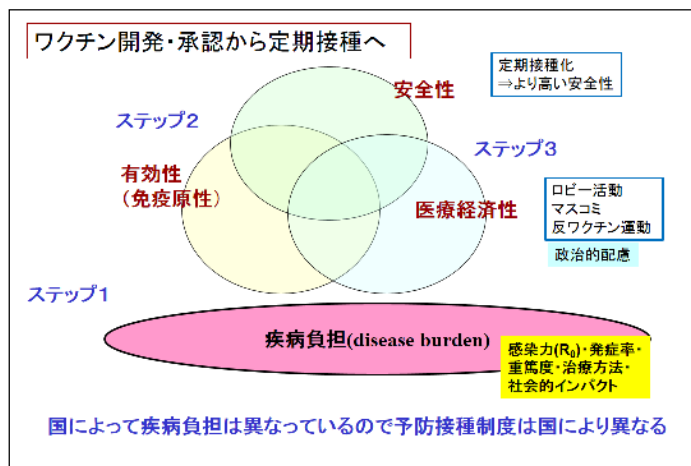 ワクチン開発・承認から定期接種へ
安全性
定期接種化
⇒より高い安全性
ステップ2
ステップ3
有効性
(免疫原性)
医療経済性
ロビー活動
マスコミ
反ワクチン運動
政治的配慮
ステップ1
疾病負担(disease burden)
感染力(R₀)・発症率・
重篤度・治療方法・
社会的インパクト
国によって疾病負担は異なっているので予防接種制度は国により異なる